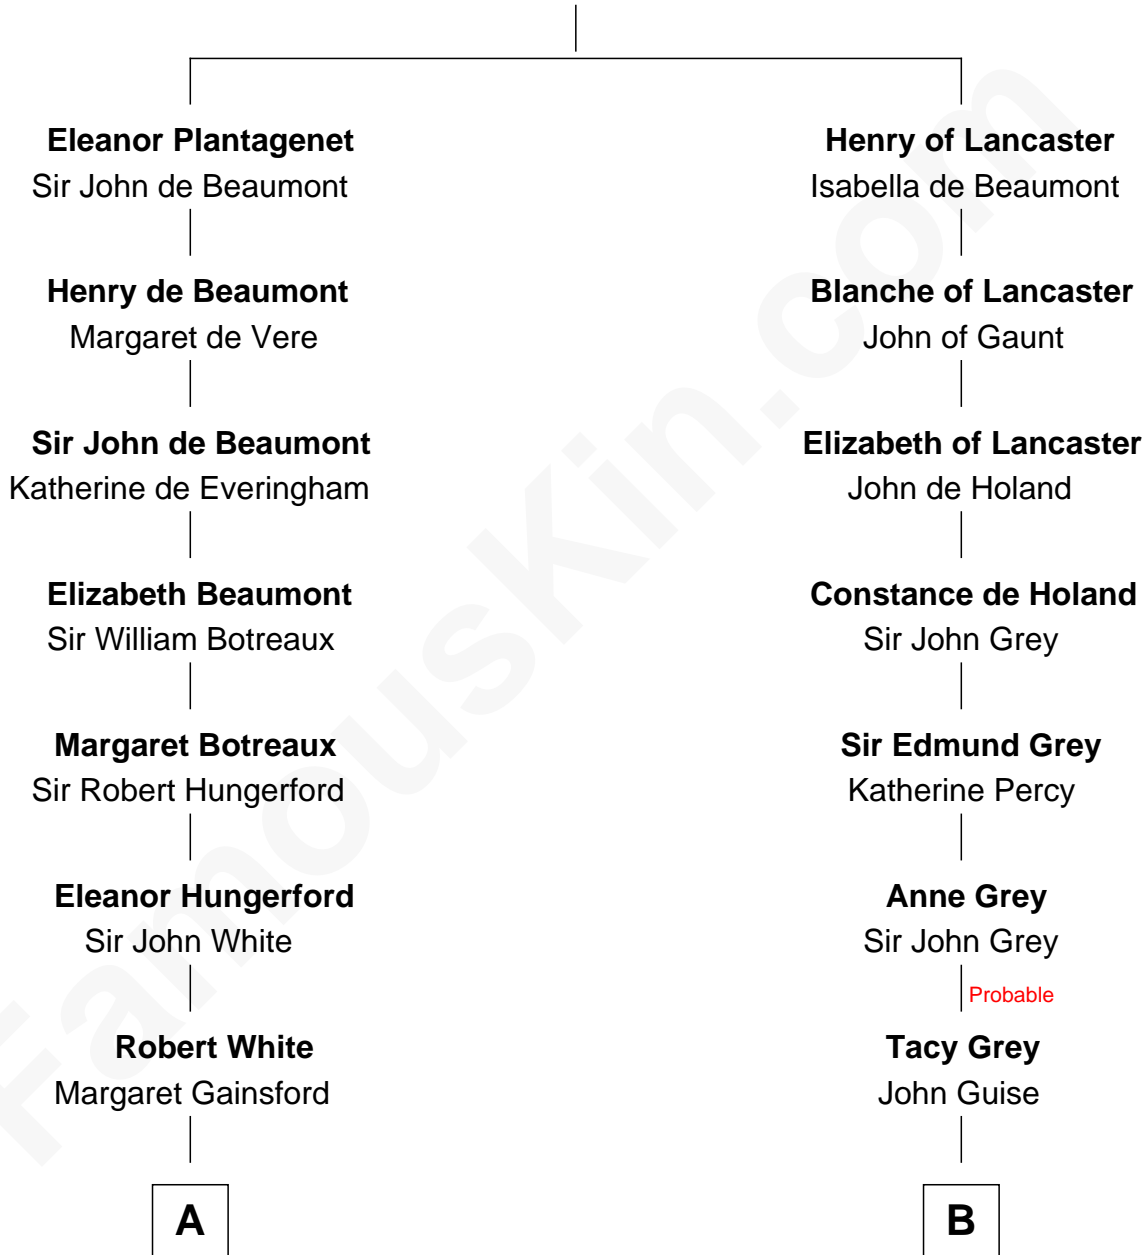 Eleanor Plantagenet
Sir John de Beaumont
Henry de Beaumont
Margaret de Vere
Sir John de Beaumont
Katherine de Everingham
Elizabeth Beaumont
Sir William Botreaux
Margaret Botreaux
Sir Robert Hungerford
Eleanor Hungerford
Sir John White
Robert White
Margaret Gainsford
A
Henry of Lancaster
Isabella de Beaumont
Blanche of Lancaster
John of Gaunt
Elizabeth of Lancaster
John de Holand
Constance de Holand
Sir John Grey
Sir Edmund Grey
Katherine Percy
Anne Grey
Sir John Grey
Probable
Tacy Grey
John Guise
B
FamousKin.com